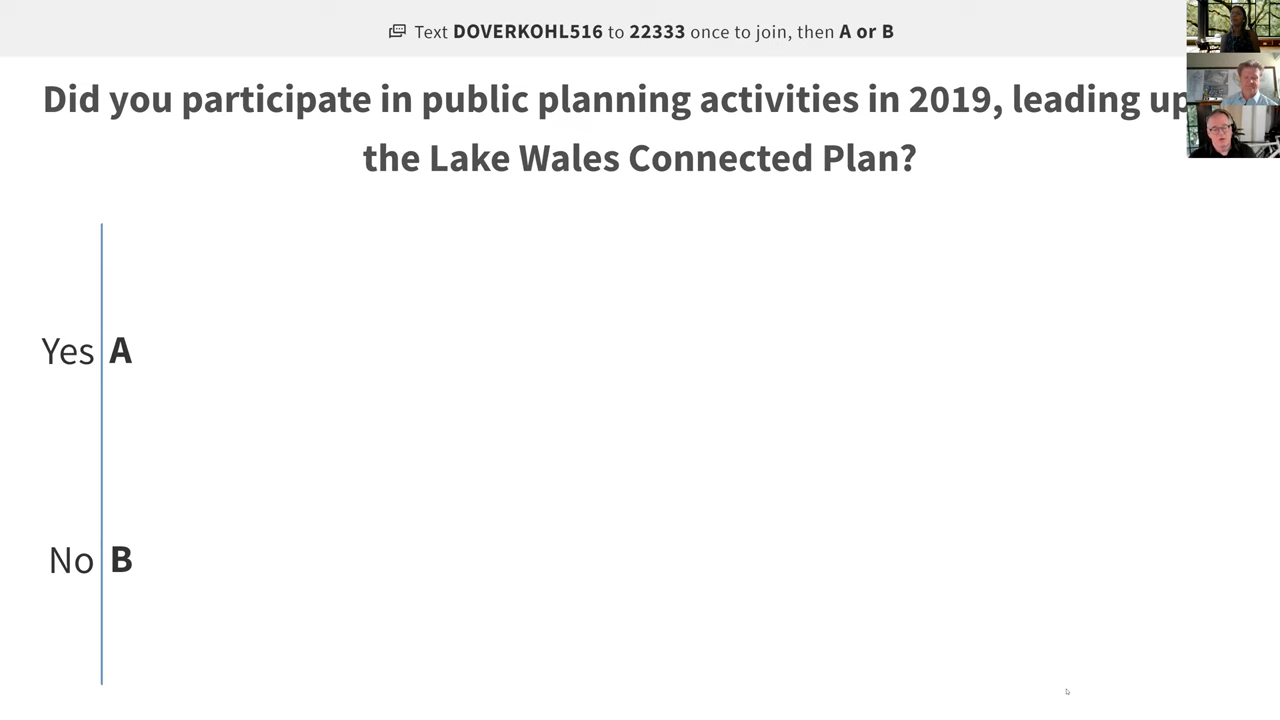 Text DOVERKOHL516 to 22333 once to join, then A or B
Did you participate in public planning activities in 2019, leading up
the Lake Wales Connected Plan?
Yes A
No B